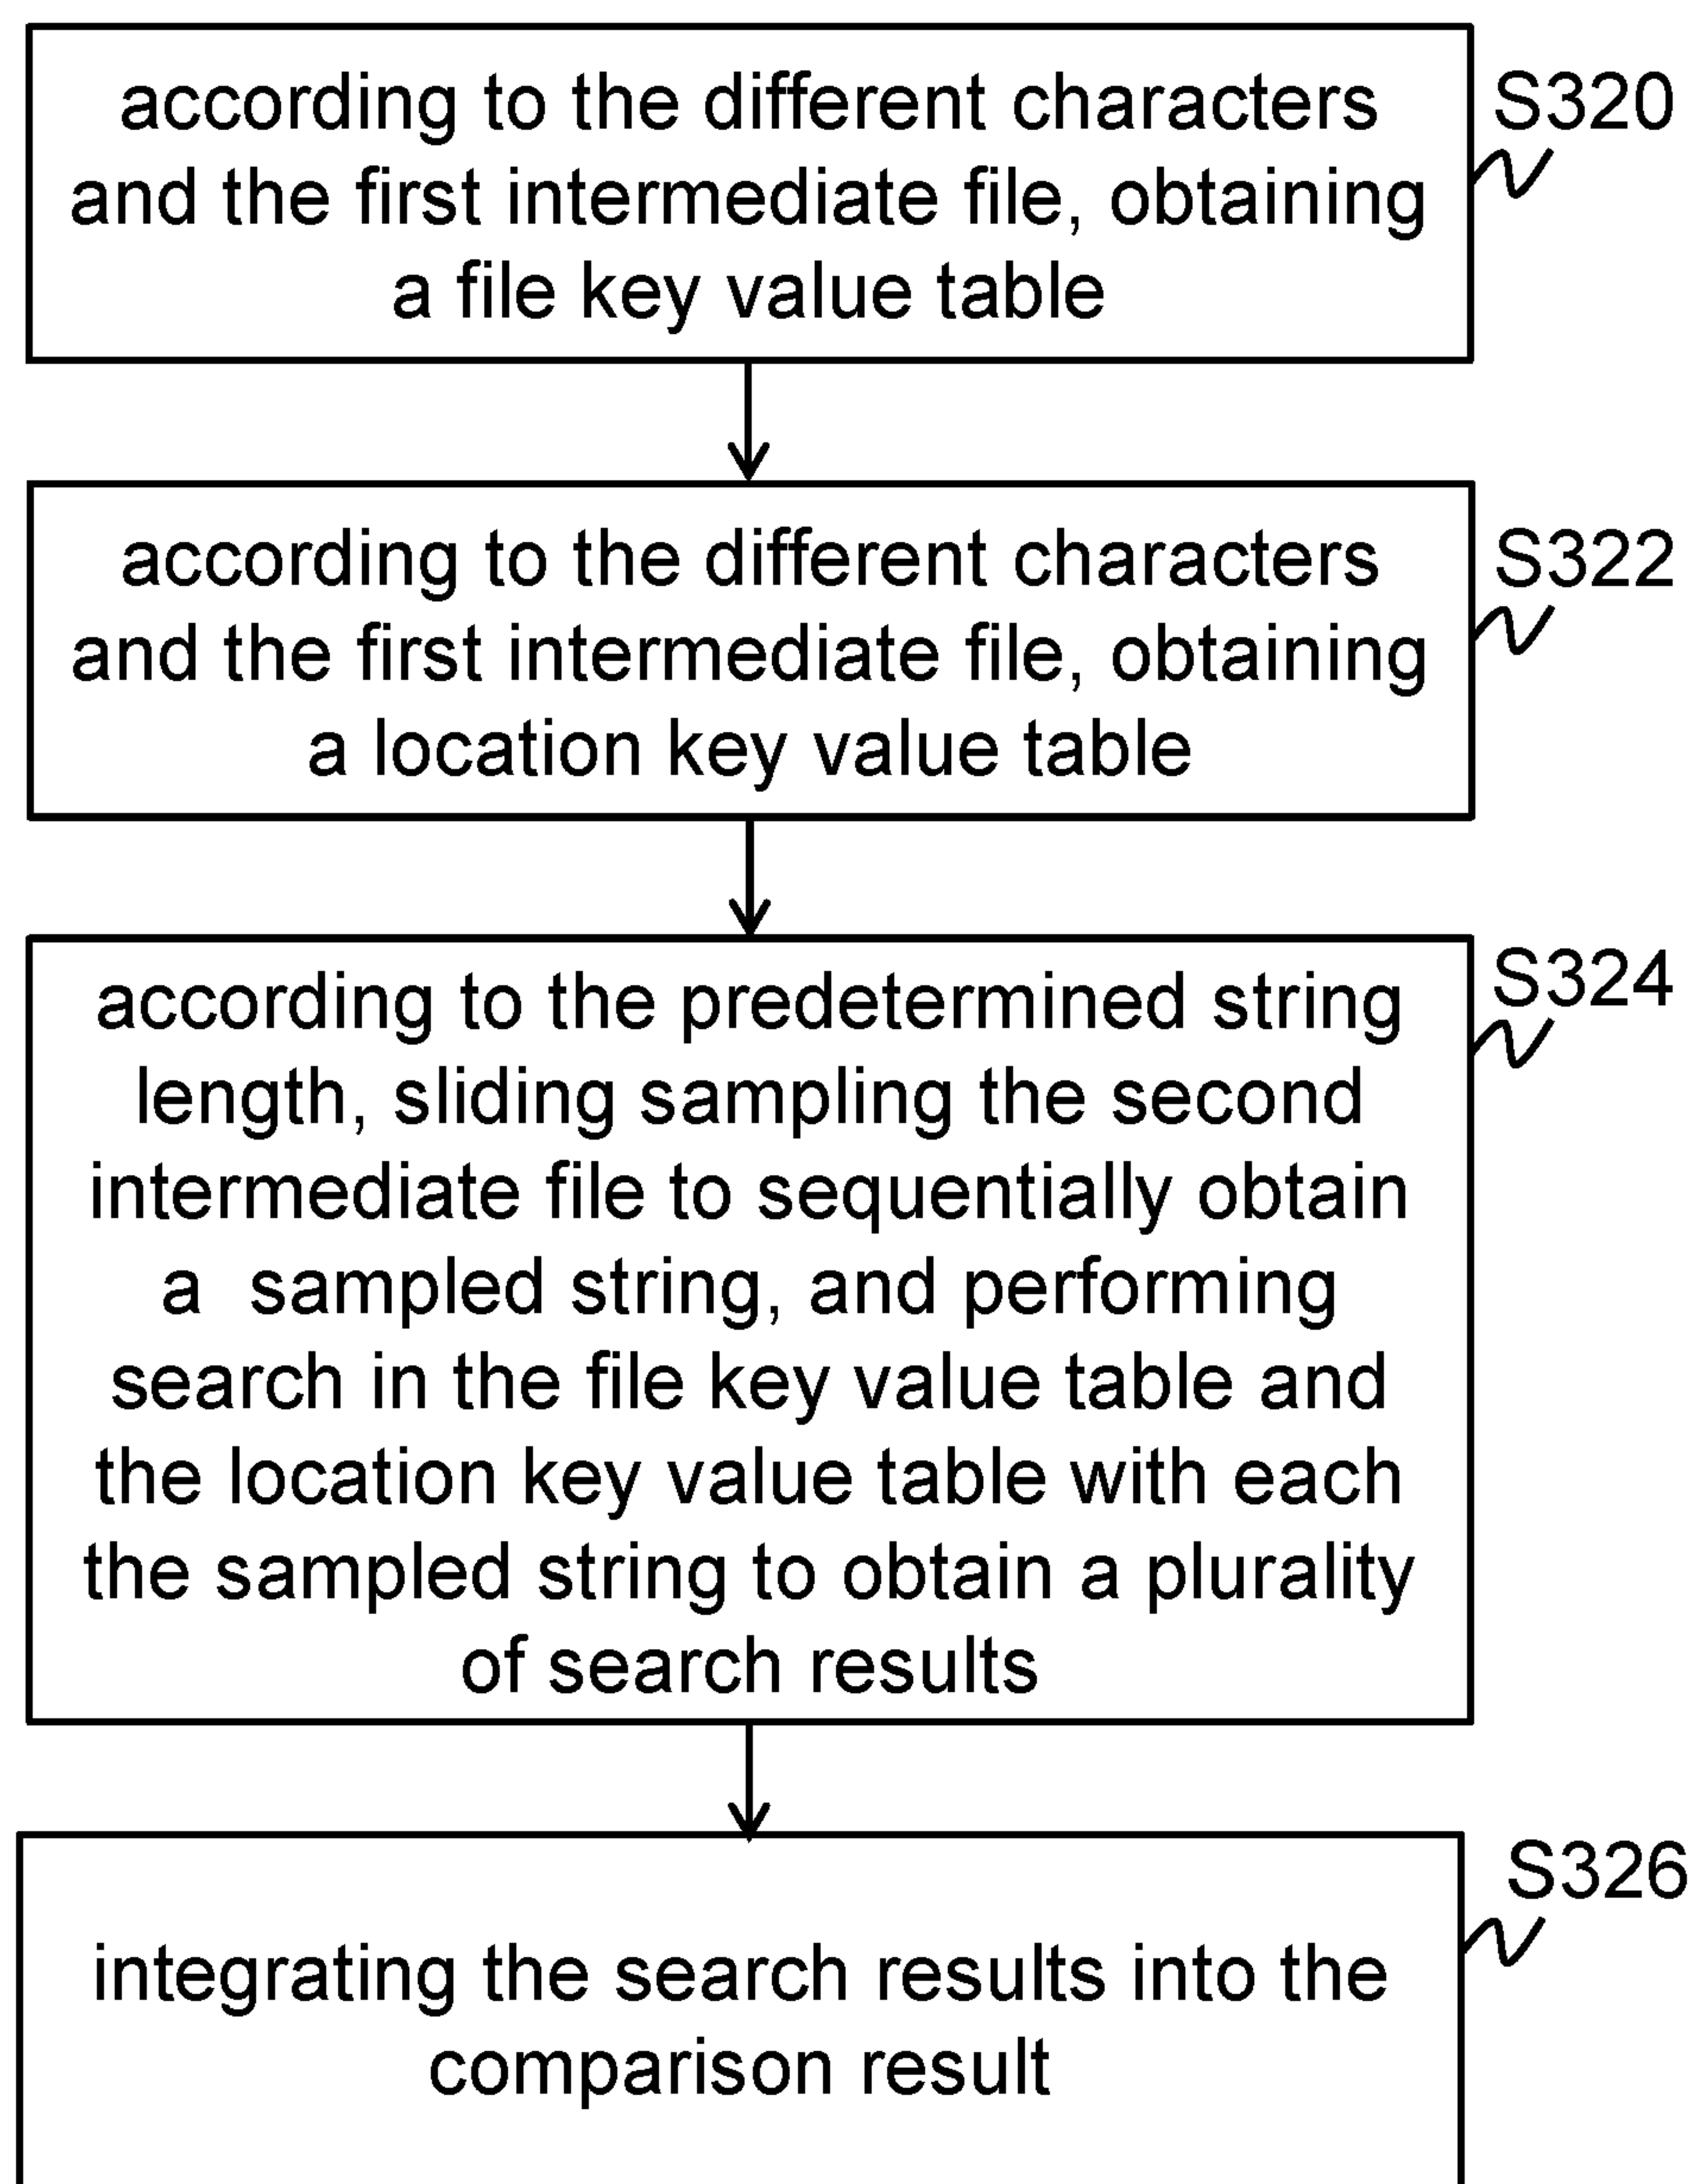 according to the different characters
and the first intermediate file, obtaining
a file key value table
S320
according to the different characters
and the first intermediate file, obtaining
a location key value table
S322
according to the predetermined string
length, sliding sampling the second
intermediate file to sequentially obtain
a sampled string, and performing
search in the file key value table and
the location key value table with each
the sampled string to obtain a plurality
of search results
S324
integrating the search results into the
comparison result
S326